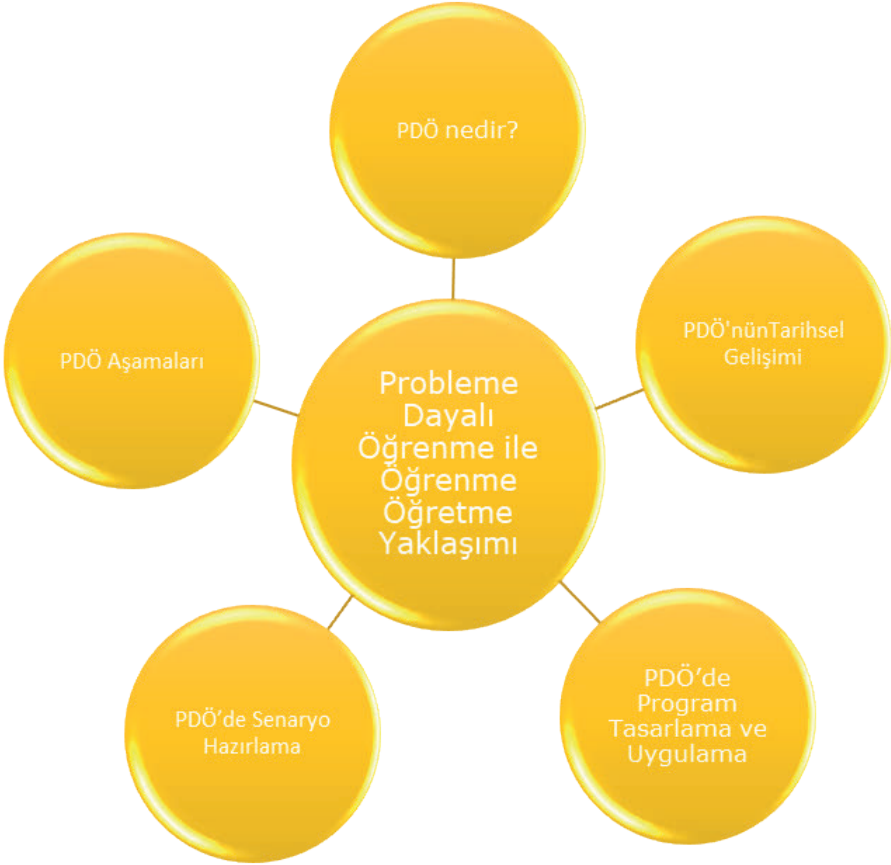 PDÖ nedir?
PDÖ'nünTarihsel
Gelişimi
PDÖ Aşamaları
Probleme
Dayalı
Öğrenme ile
Öğrenme
Öğretme
Yaklaşımı
PDÖ’de
Program
Tasarlama ve
Uygulama
PDÖ’de Senaryo
Hazırlama